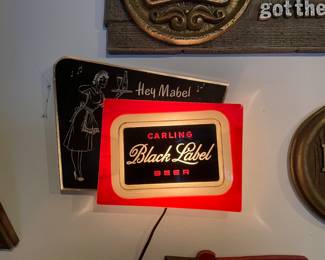 got the
Hey Mabel
CARLING
Black Label
BEER